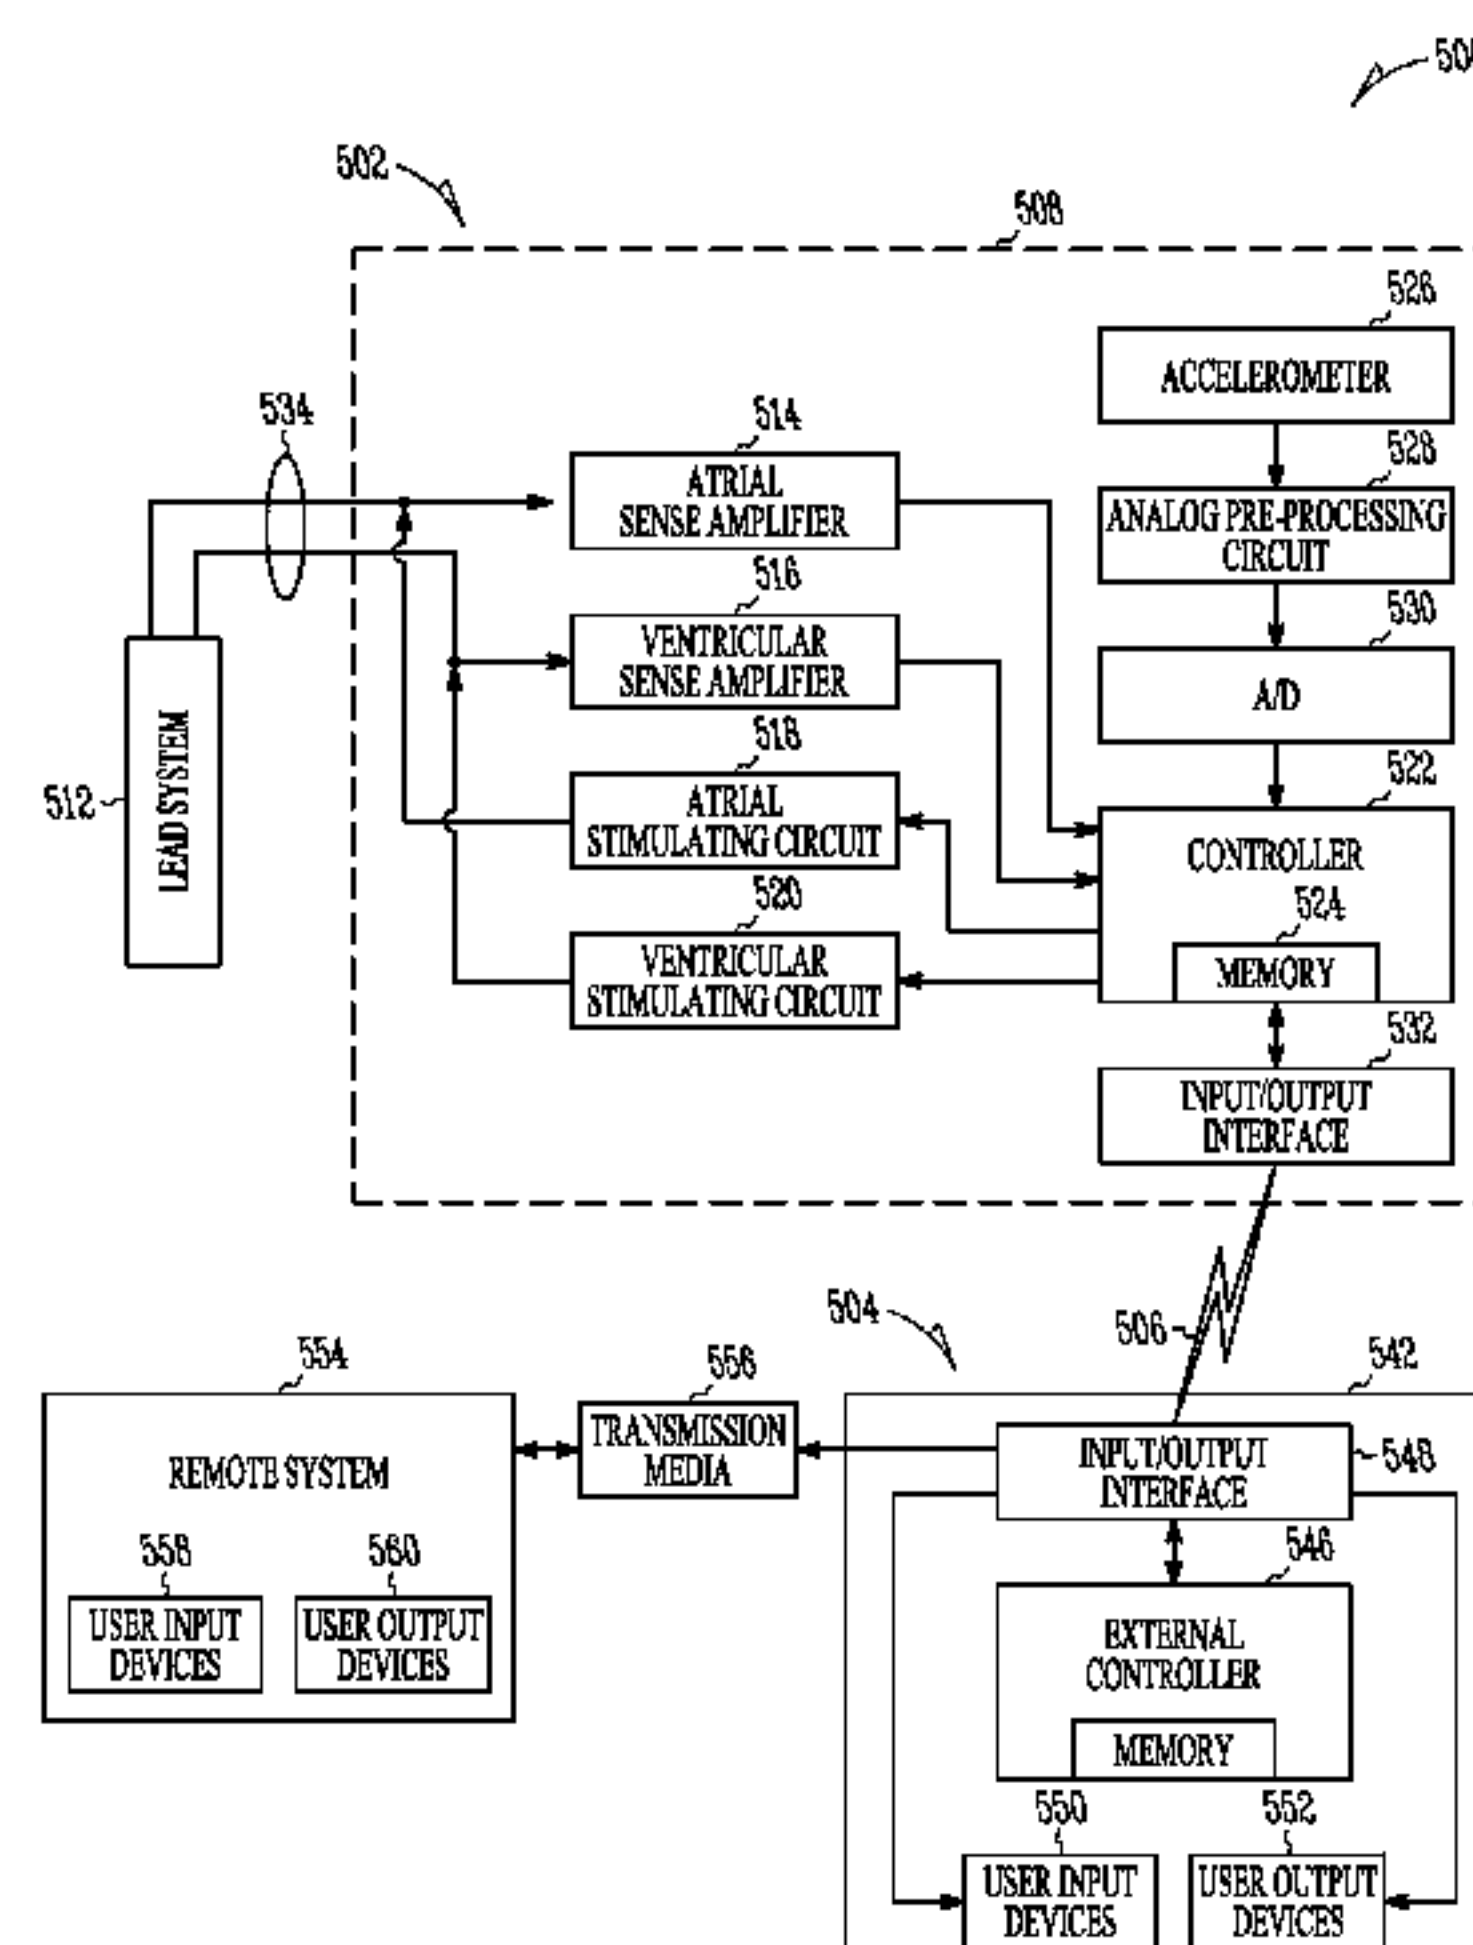 502
508
526
ACCELEROMETER
534
514
528
ATRIAL
SENSE AMPLIFIER
ANALOG PRE-PROCESSING
CIRCUIT
516
530
VENTRICULAR
SENSE AMPLIFIER
A/D
518
522
512
LEAD SYSTEM
ATRIAL
STIMULATING CIRCUIT
CONTROLLER
520
524
VENTRICULAR
STIMULATING CIRCUIT
MEMORY
532
INPUT/OUTPUT
INTERFACE
504
506
554
556
542
REMOTE SYSTEM
TRANSMISSION
MEDIA
INPUT/OUTPUT
INTERFACE
548
558
560
546
USER INPUT
DEVICES
USER OUTPUT
DEVICES
EXTERNAL
CONTROLLER
MEMORY
550
552
USER INPUT
DEVICES
USER OUTPUT
DEVICES